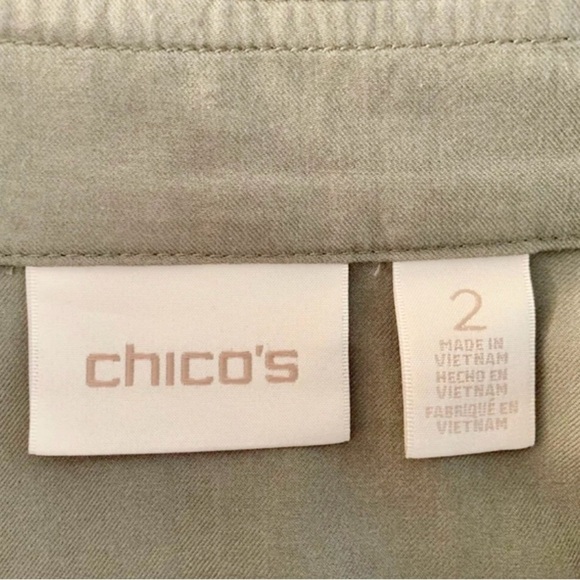 chico's
2
MADE IN
VIETNAM
HECHO EN
VIETNAM
FABRIQUÉ EN
VIETNAM